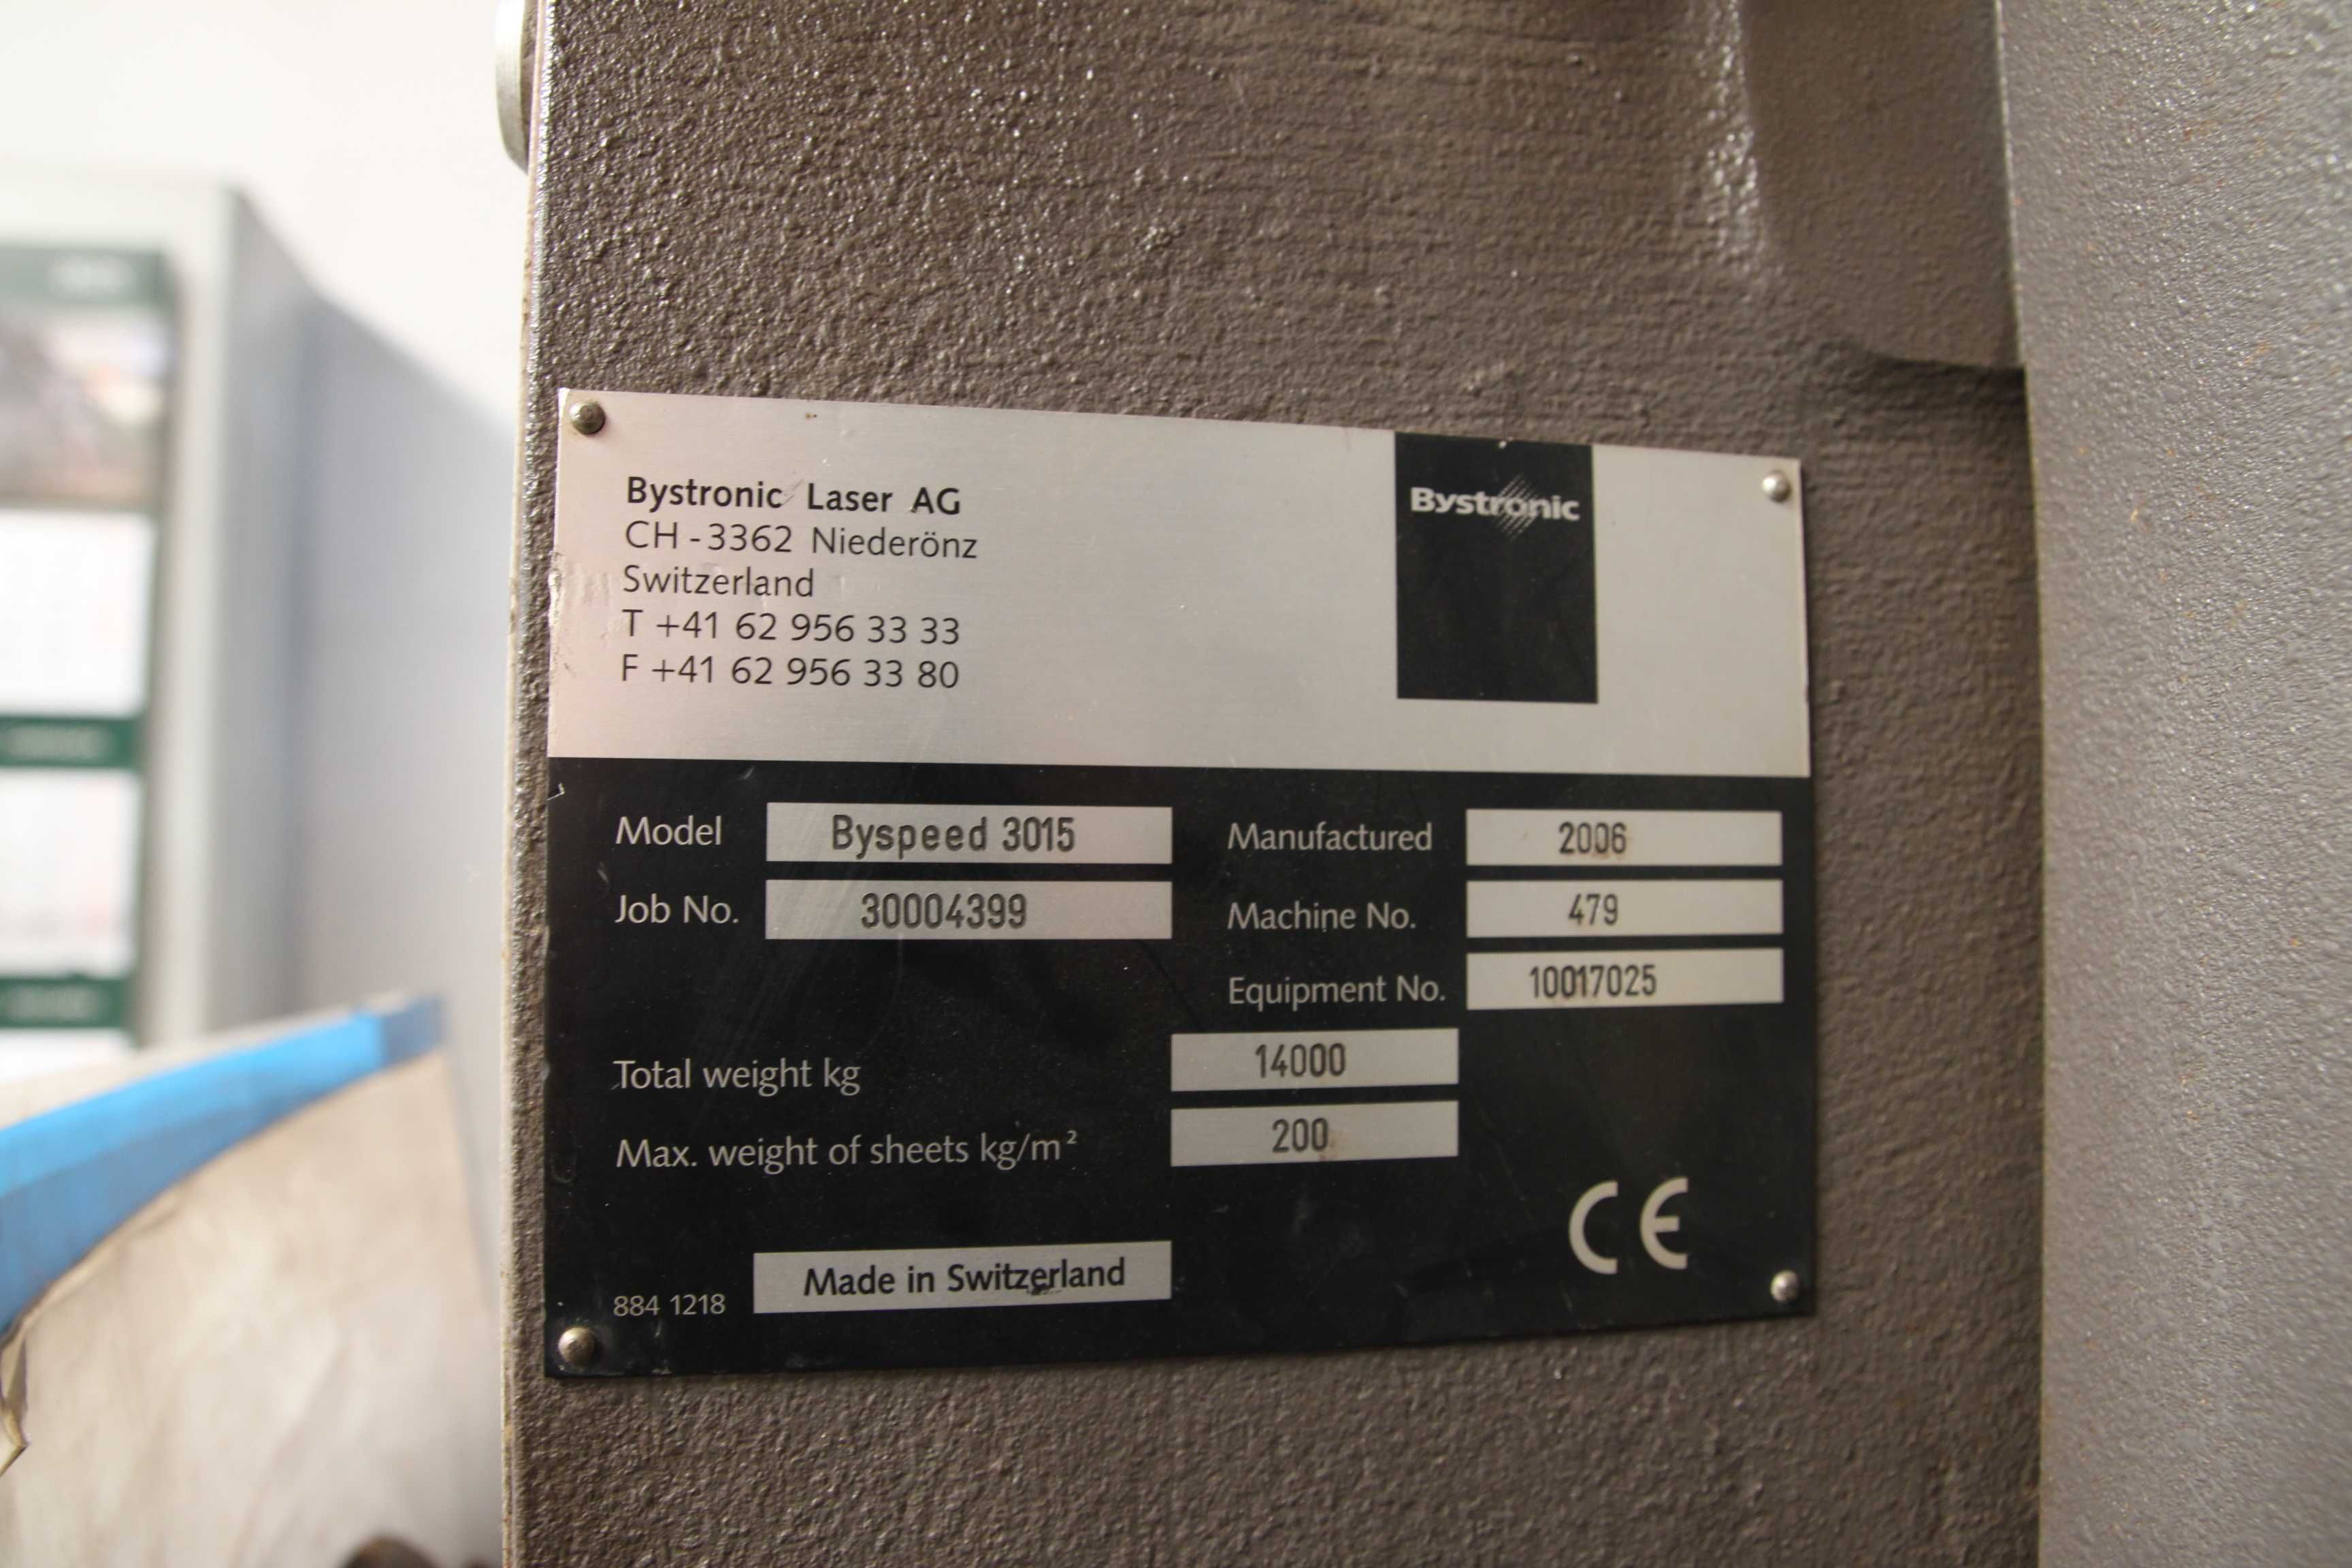 Bystronic Laser AG
CH-3362 Niederönz
Switzerland
T +41 62 956 33 33
F +41 62 956 33 80
Bystronic
Model Byspeed 3015
Manufactured 2006
Job No. 30004399
Machine No. 479
Equipment No. 10017025
Total weight kg 14000
Max. weight of sheets kg/m² 200
884 1218 Made in Switzerland
CE